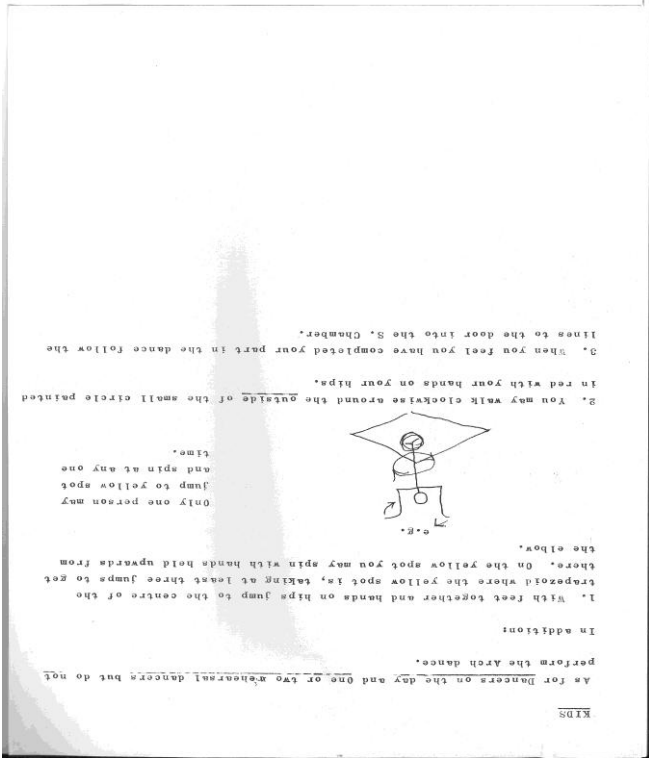 KIDS
As for Dancers on the day and One or two rehearsal dancers but do not
perform the Arch dance.
In addition:
1. With feet together and hands on hips jump to the centre of the
trapezoid where the yellow spot is, taking at least three jumps to get
there. On the yellow spot you may spin with hands held upwards from
the elbow.
e.g.
Only one person may
jump to yellow spot
and spin at any one
time.
2. You may walk clockwise around the outside of the small circle painted
in red with your hands on your hips.
3. When you feel you have completed your part in the dance follow the
lines to the door into the S. Chamber.